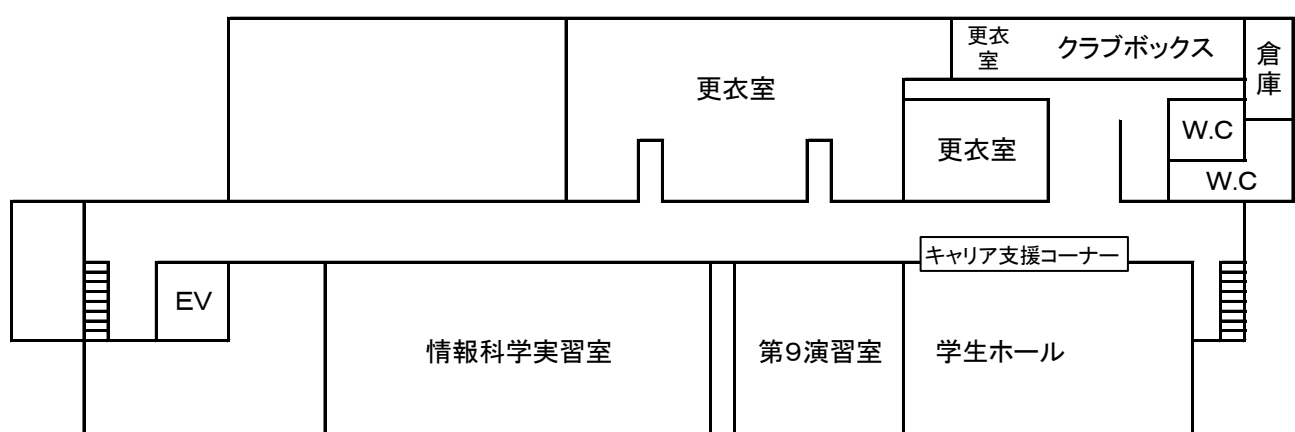 更衣
室
クラブボックス
倉
庫
更衣室
W.C
更衣室
W.C
キャリア支援コーナー
EV
情報科学実習室
第9演習室
学生ホール